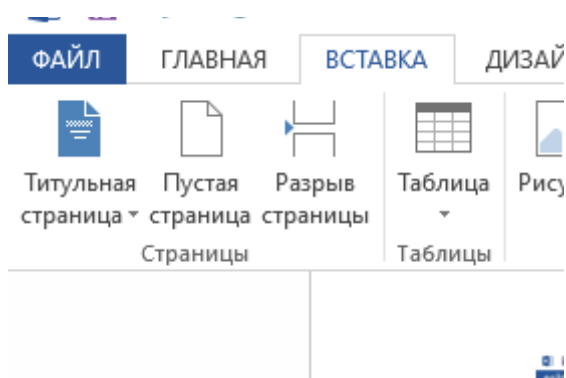 ФАЙЛ ГЛАВНАЯ ВСТАВКА
Титульная Пустая Разрыв Таблица
страница страница страницы
Страницы Таблицы